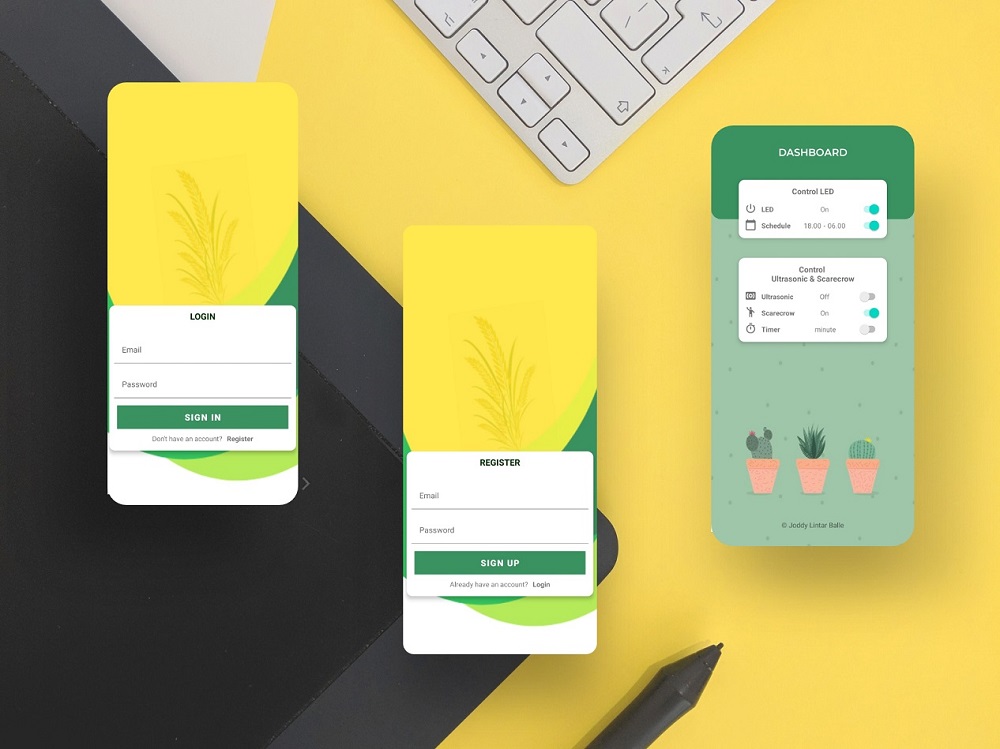 LOGIN
Email
Password
SIGN IN
Don't have an account? Register
REGISTER
Email
Password
SIGN UP
Already have an account? Login
DASHBOARD
Control LED
LED On
Schedule 18.00 - 06.00
Control
Ultrasonic & Scarecrow
Ultrasonic Off
Scarecrow On
Timer minute
© Joddy Lintar Balle
K